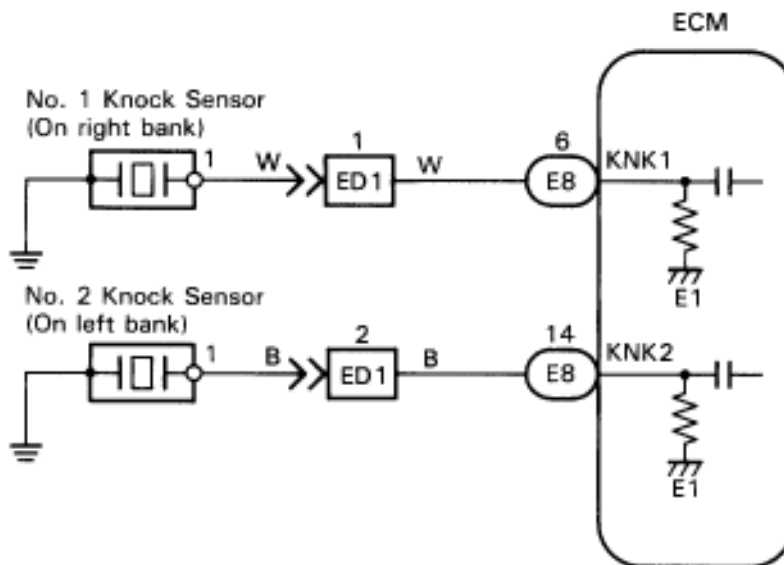 ECM
No. 1 Knock Sensor
(On right bank)
1
W
1
ED1
W
6
E8
KNK1
E1
No. 2 Knock Sensor
(On left bank)
1
B
2
ED1
B
14
E8
KNK2
E1